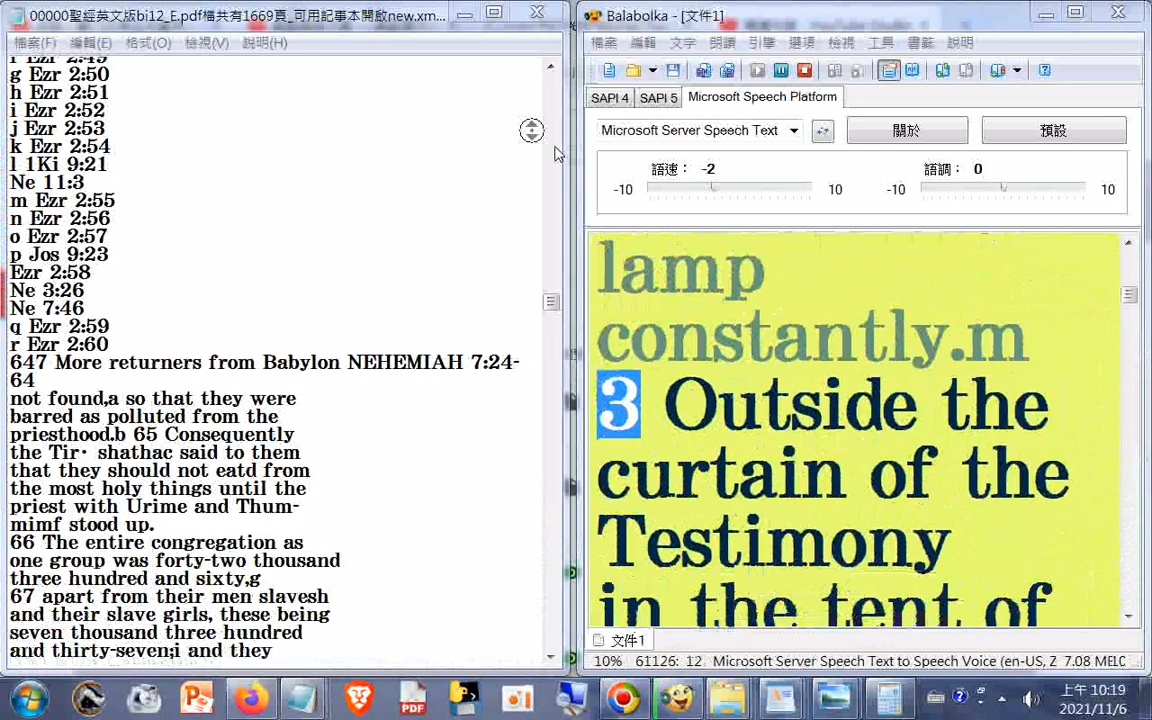 00000聖經英文版bi12_E.pdf檔共有1669頁_可用記事本開啟new.xm...
檔案(F) 編輯(E) 格式(O) 檢視(V) 說明(H)
f Ezr 2:49
g Ezr 2:50
h Ezr 2:51
i Ezr 2:52
j Ezr 2:53
k Ezr 2:54
l 1Ki 9:21
Ne 11:3
m Ezr 2:55
n Ezr 2:56
o Ezr 2:57
p Jos 9:23
Ezr 2:58
Ne 3:26
Ne 7:46
q Ezr 2:59
r Ezr 2:60
647 More returners from Babylon NEHEMIAH 7:24-
64
not found,a so that they were
barred as polluted from the
priesthood.b 65 Consequently
the Tir· shathac said to them
that they should not eatd from
the most holy things until the
priest with Urime and Thum-
mimf stood up.
66 The entire congregation as
one group was forty-two thousand
three hundred and sixty,g
67 apart from their men slavesh
and their slave girls, these being
seven thousand three hundred
and thirty-seven;i and they
Balabolka - [文件1]
檔案 編輯 文字 朗讀 引擎 選項 檢視 工具 書籤 說明
SAPI 4 SAPI 5 Microsoft Speech Platform
Microsoft Server Speech Text 關於 預設
語速： -2 語調： 0
-10 10 -10 10
lamp
constantly.m
3 Outside the
curtain of the
Testimony
in the tent of
文件1
10% 61126: 12 Microsoft Server Speech Text to Speech Voice (en-US, Z 7.08 MELC
上午 10:19
2021/11/6